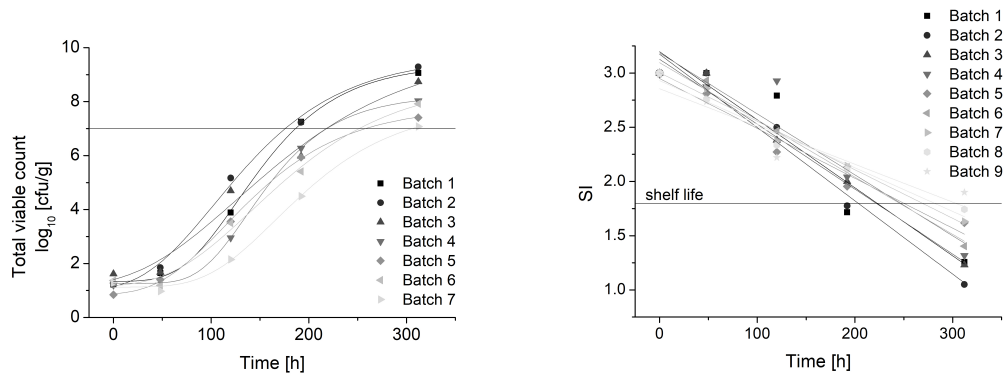 Total viable count
log10 [cfu/g]
10
8
6
4
2
0
0
100
200
300
Time [h]
Batch 1
Batch 2
Batch 3
Batch 4
Batch 5
Batch 6
Batch 7
SI
3.0
2.5
2.0
1.5
1.0
shelf life
0
100
200
300
Time [h]
Batch 1
Batch 2
Batch 3
Batch 4
Batch 5
Batch 6
Batch 7
Batch 8
Batch 9